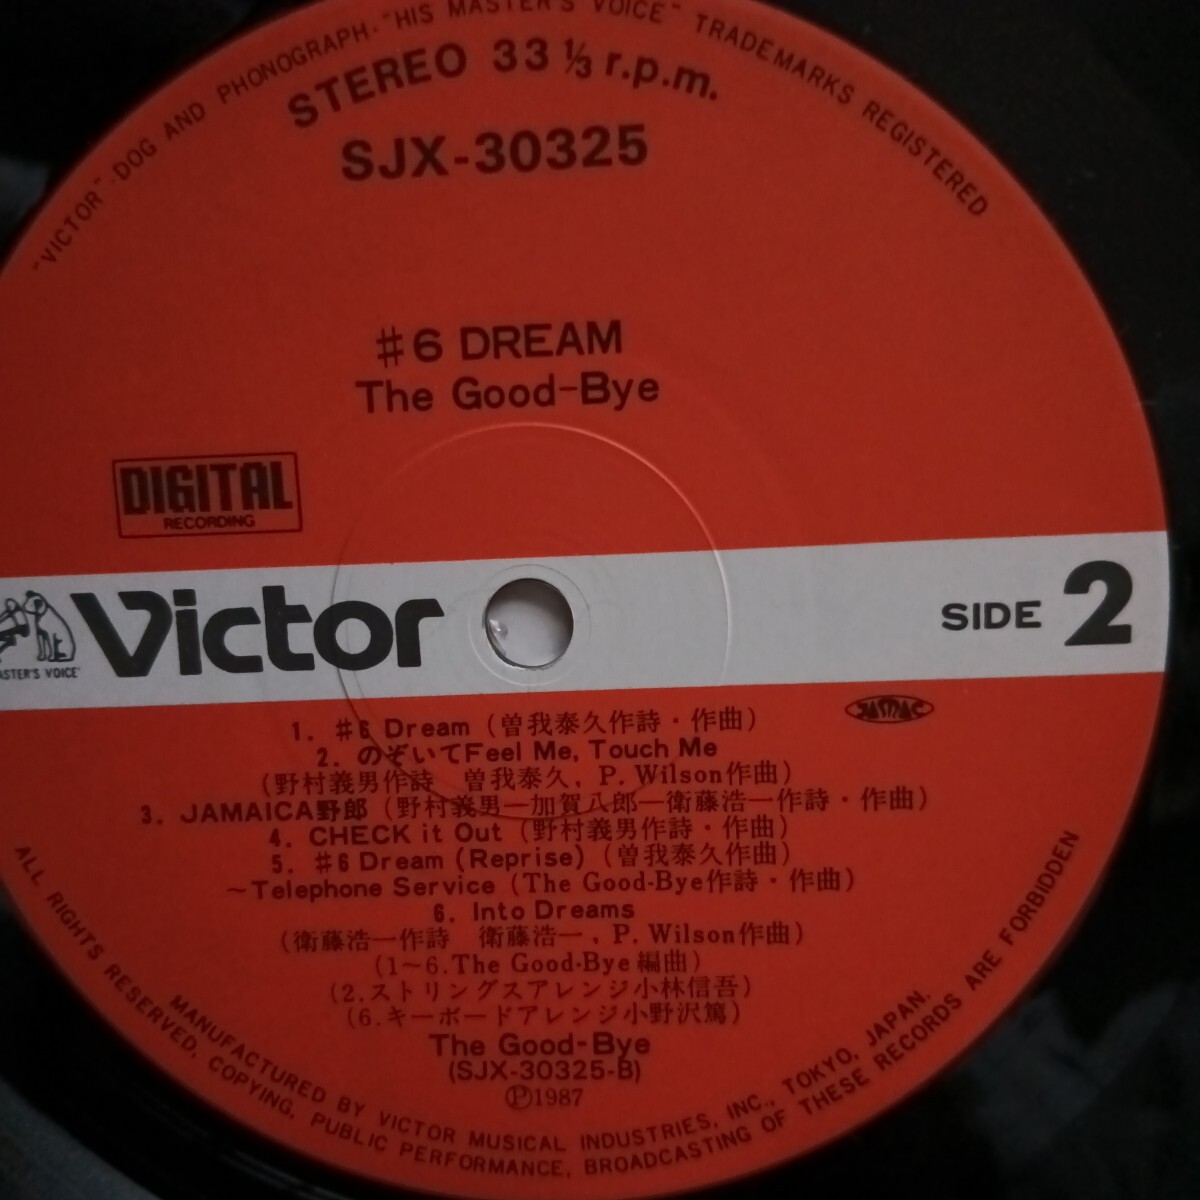 "VICTOR" - DOG AND PHONOGRAPH - "HIS MASTER'S VOICE" TRADEMARKS REGISTERED
STEREO 33 1/3 r.p.m.
SJX-30325
♯6 DREAM
The Good-Bye
DIGITAL
RECORDING
Victor
MASTER'S VOICE"
SIDE 2
JASRAC
1. ♯6 Dream (曽我泰久作詩・作曲)
2. のぞいてFeel Me, Touch Me
(野村義男作詩 曽我泰久, P. Wilson作曲)
3. JAMAICA野郎 (野村義男—加賀八郎—衛藤浩一作詩・作曲)
4. CHECK it Out (野村義男作詩・作曲)
5. ♯6 Dream (Reprise) (曽我泰久作曲)
～Telephone Service (The Good-Bye作詩・作曲)
6. Into Dreams
(衛藤浩一作詩 衛藤浩一, P. Wilson作曲)
(1～6. The Good-Bye編曲)
(2.ストリングスアレンジ小林信吾)
(6.キーボードアレンジ小野沢篤)
The Good-Bye
(SJX-30325-B)
Ⓟ1987
MANUFACTURED BY VICTOR MUSICAL INDUSTRIES, INC., TOKYO, JAPAN.
ALL RIGHTS RESERVED, COPYING, PUBLIC PERFORMANCE, BROADCASTING OF THESE RECORDS ARE FORBIDDEN